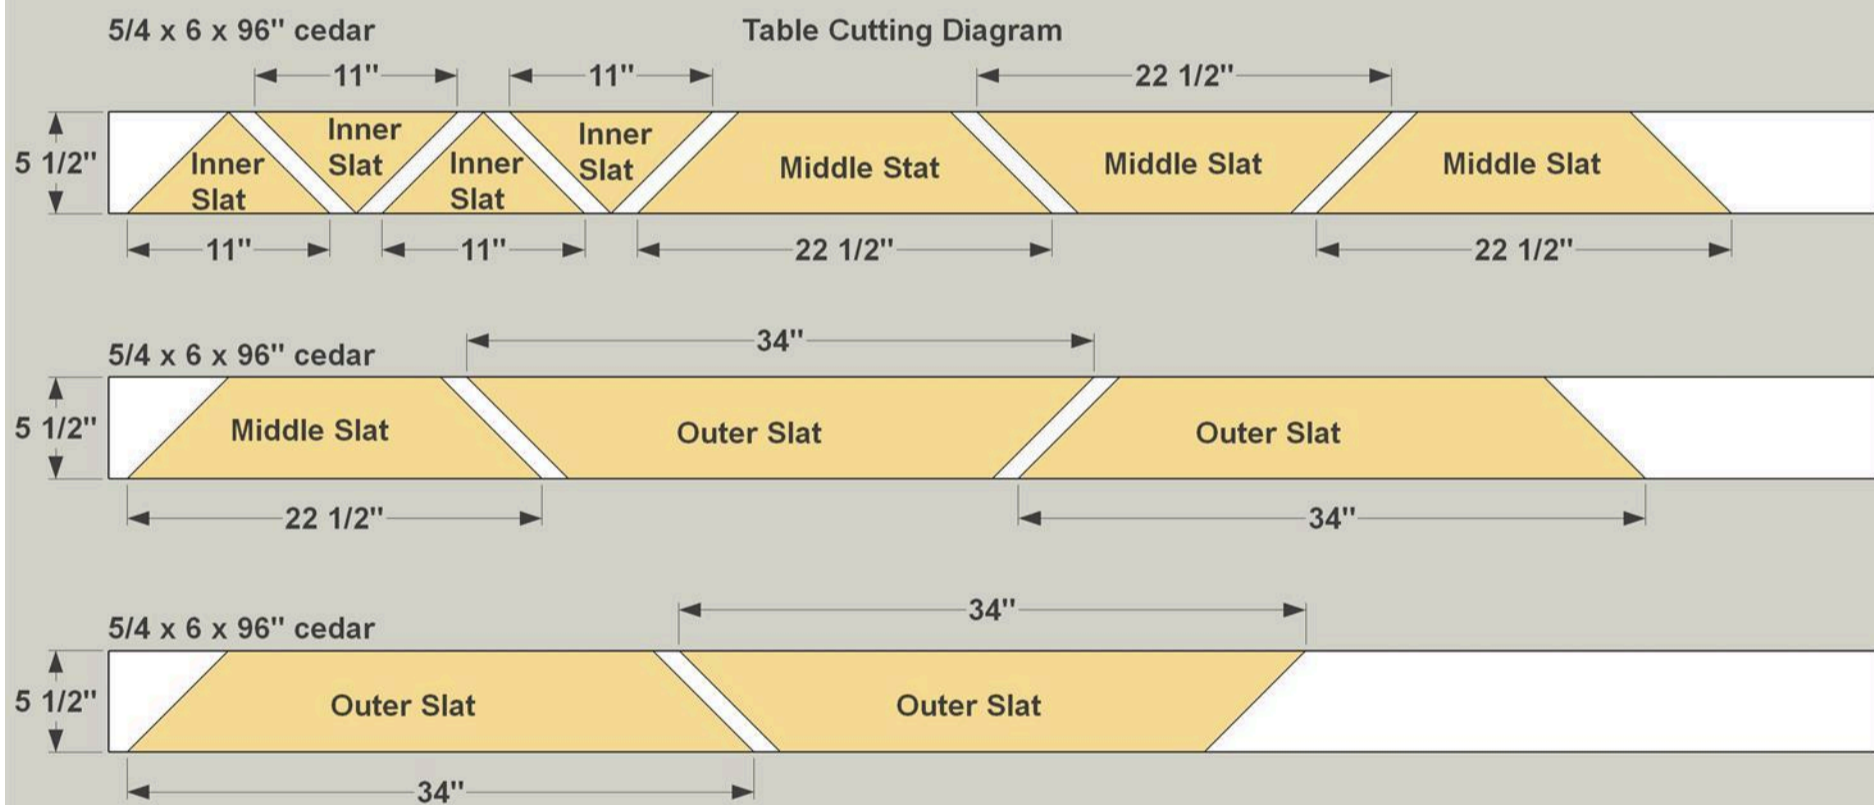 5/4 x 6 x 96" cedar
Table Cutting Diagram
11"
11"
22 1/2"
5 1/2"
Inner
Slat
Inner
Slat
Inner
Slat
Inner
Slat
Middle Stat
Middle Slat
Middle Slat
11"
11"
22 1/2"
22 1/2"
5/4 x 6 x 96" cedar
34"
5 1/2"
Middle Slat
Outer Slat
Outer Slat
22 1/2"
34"
5/4 x 6 x 96" cedar
34"
5 1/2"
Outer Slat
Outer Slat
34"